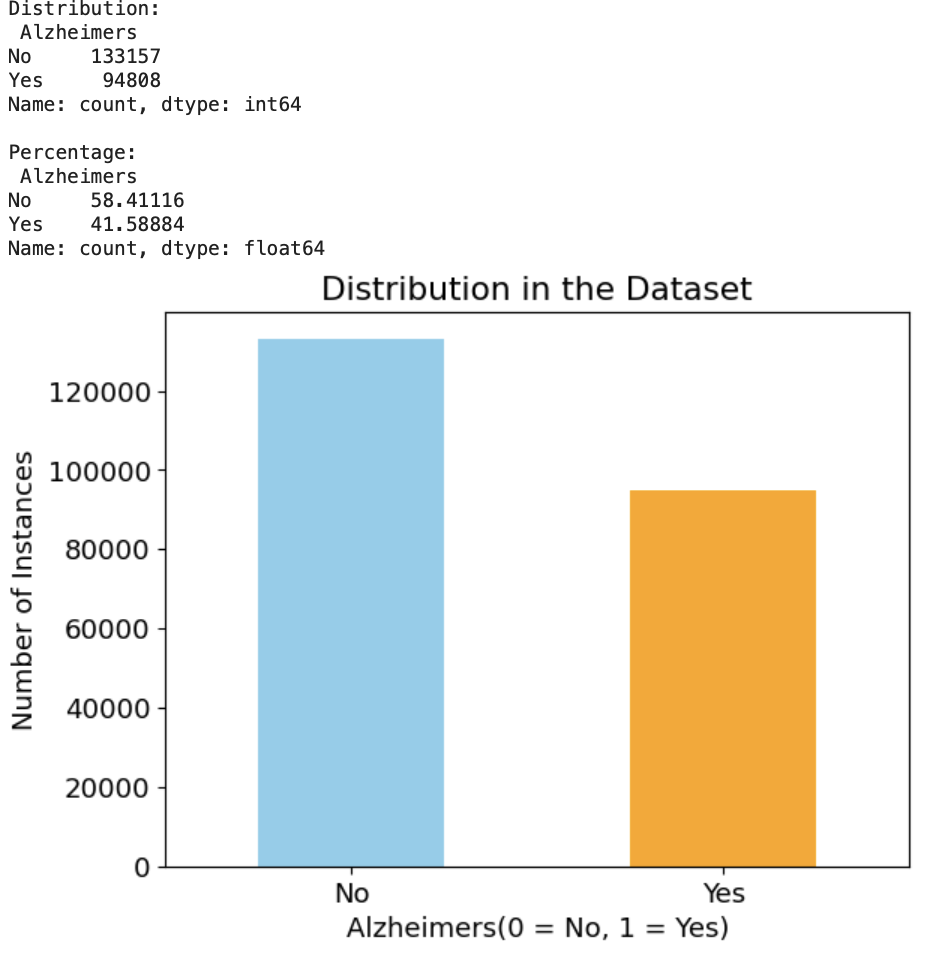 Distribution:
 Alzheimers
No     133157
Yes     94808
Name: count, dtype: int64

Percentage:
 Alzheimers
No     58.41116
Yes    41.58884
Name: count, dtype: float64
Distribution in the Dataset
Number of Instances
120000
100000
80000
60000
40000
20000
0
No
Yes
Alzheimers(0 = No, 1 = Yes)